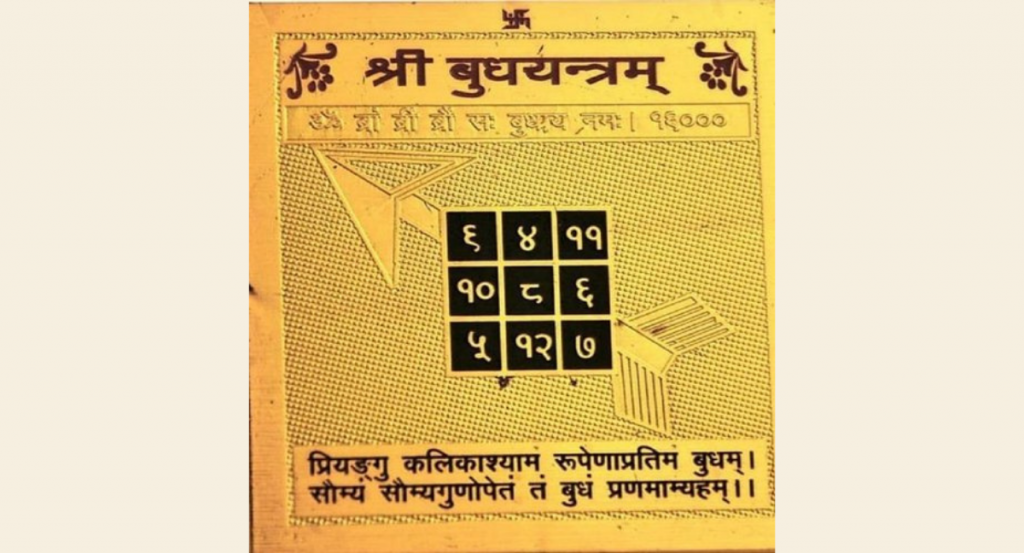 श्री बुधयन्त्रम्
ॐ ब्रां ब्रीं ब्रौं सः बुधाय नमः।
९ ४ ११
१० ८ ६
५ १२ ७
प्रियङ्गु कलिकाश्यामं रूपेणाप्रतिमं बुधम्।
सौम्यं सौम्यगुणोपेतं तं बुधं प्रणमाम्यहम्।।